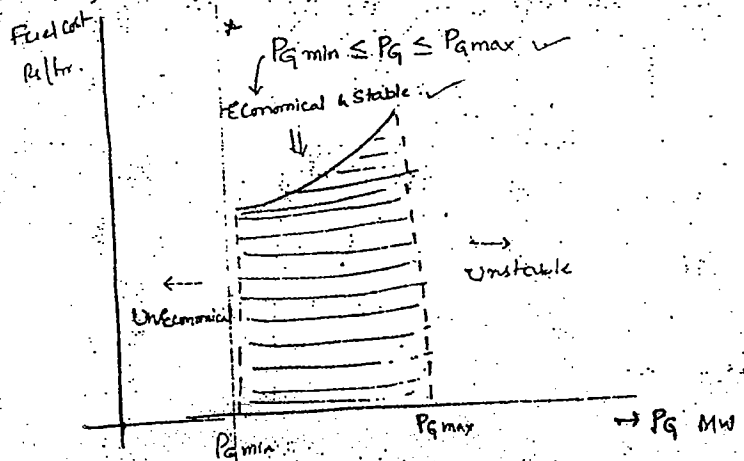 Fuel Cost
Rs/hr.
*
PG min ≤ PG ≤ PG max ✓
Economical & Stable ✓
⇓
← 
UnEconomical
→
Unstable
PG min
PG max
→ PG MW